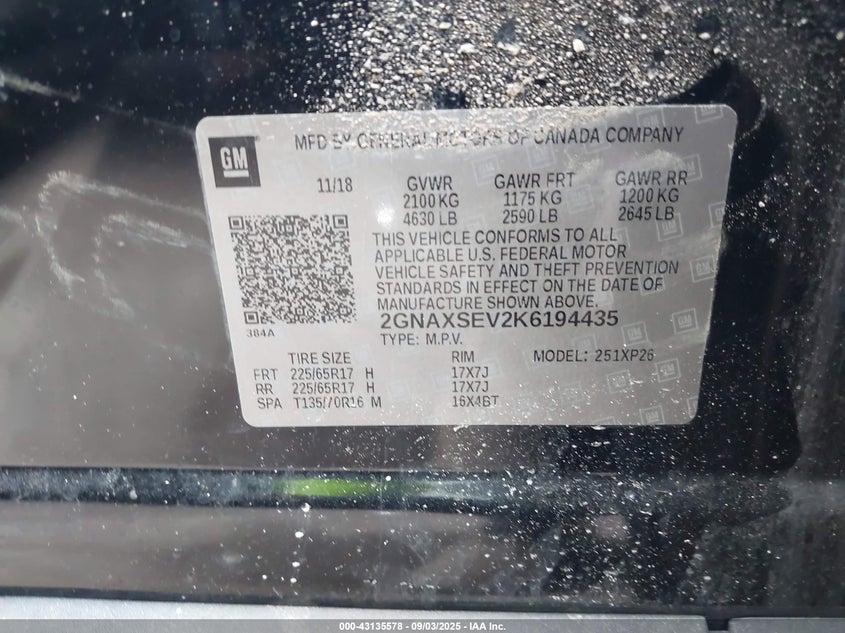 GM
MFD BY GENERAL MOTORS OF CANADA COMPANY
11/18 GVWR GAWR FRT GAWR RR
2100 KG 1175 KG 1200 KG
4630 LB 2590 LB 2645 LB
THIS VEHICLE CONFORMS TO ALL
APPLICABLE U.S. FEDERAL MOTOR
VEHICLE SAFETY AND THEFT PREVENTION
STANDARDS IN EFFECT ON THE DATE OF
MANUFACTURE SHOWN ABOVE.
384A
2GNAXSEV2K6194435
TYPE: M.P.V. MODEL: 251XP26
TIRE SIZE RIM
FRT 225/65R17 H 17X7J
RR 225/65R17 H 17X7J
SPA T135/70R16 M 16X4BT
000-43135578 - 09/03/2025 - IAA Inc.